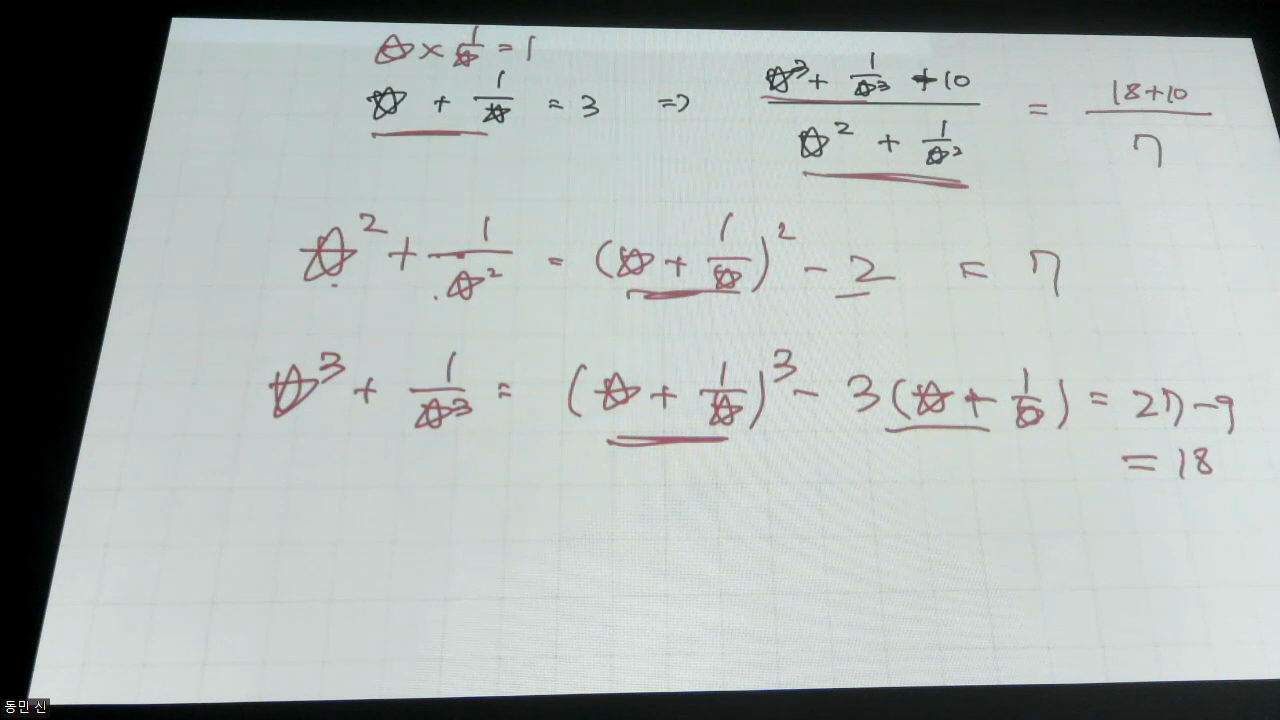 ☆ × 1/☆ = 1
☆ + 1/☆ = 3 => (☆³ + 1/☆³ + 10) / (☆² + 1/☆²) = (18+10) / 7
☆² + 1/☆² = (☆ + 1/☆)² - 2 = 7
☆³ + 1/☆³ = (☆ + 1/☆)³ - 3(☆ + 1/☆) = 27-9
= 18
동민 신